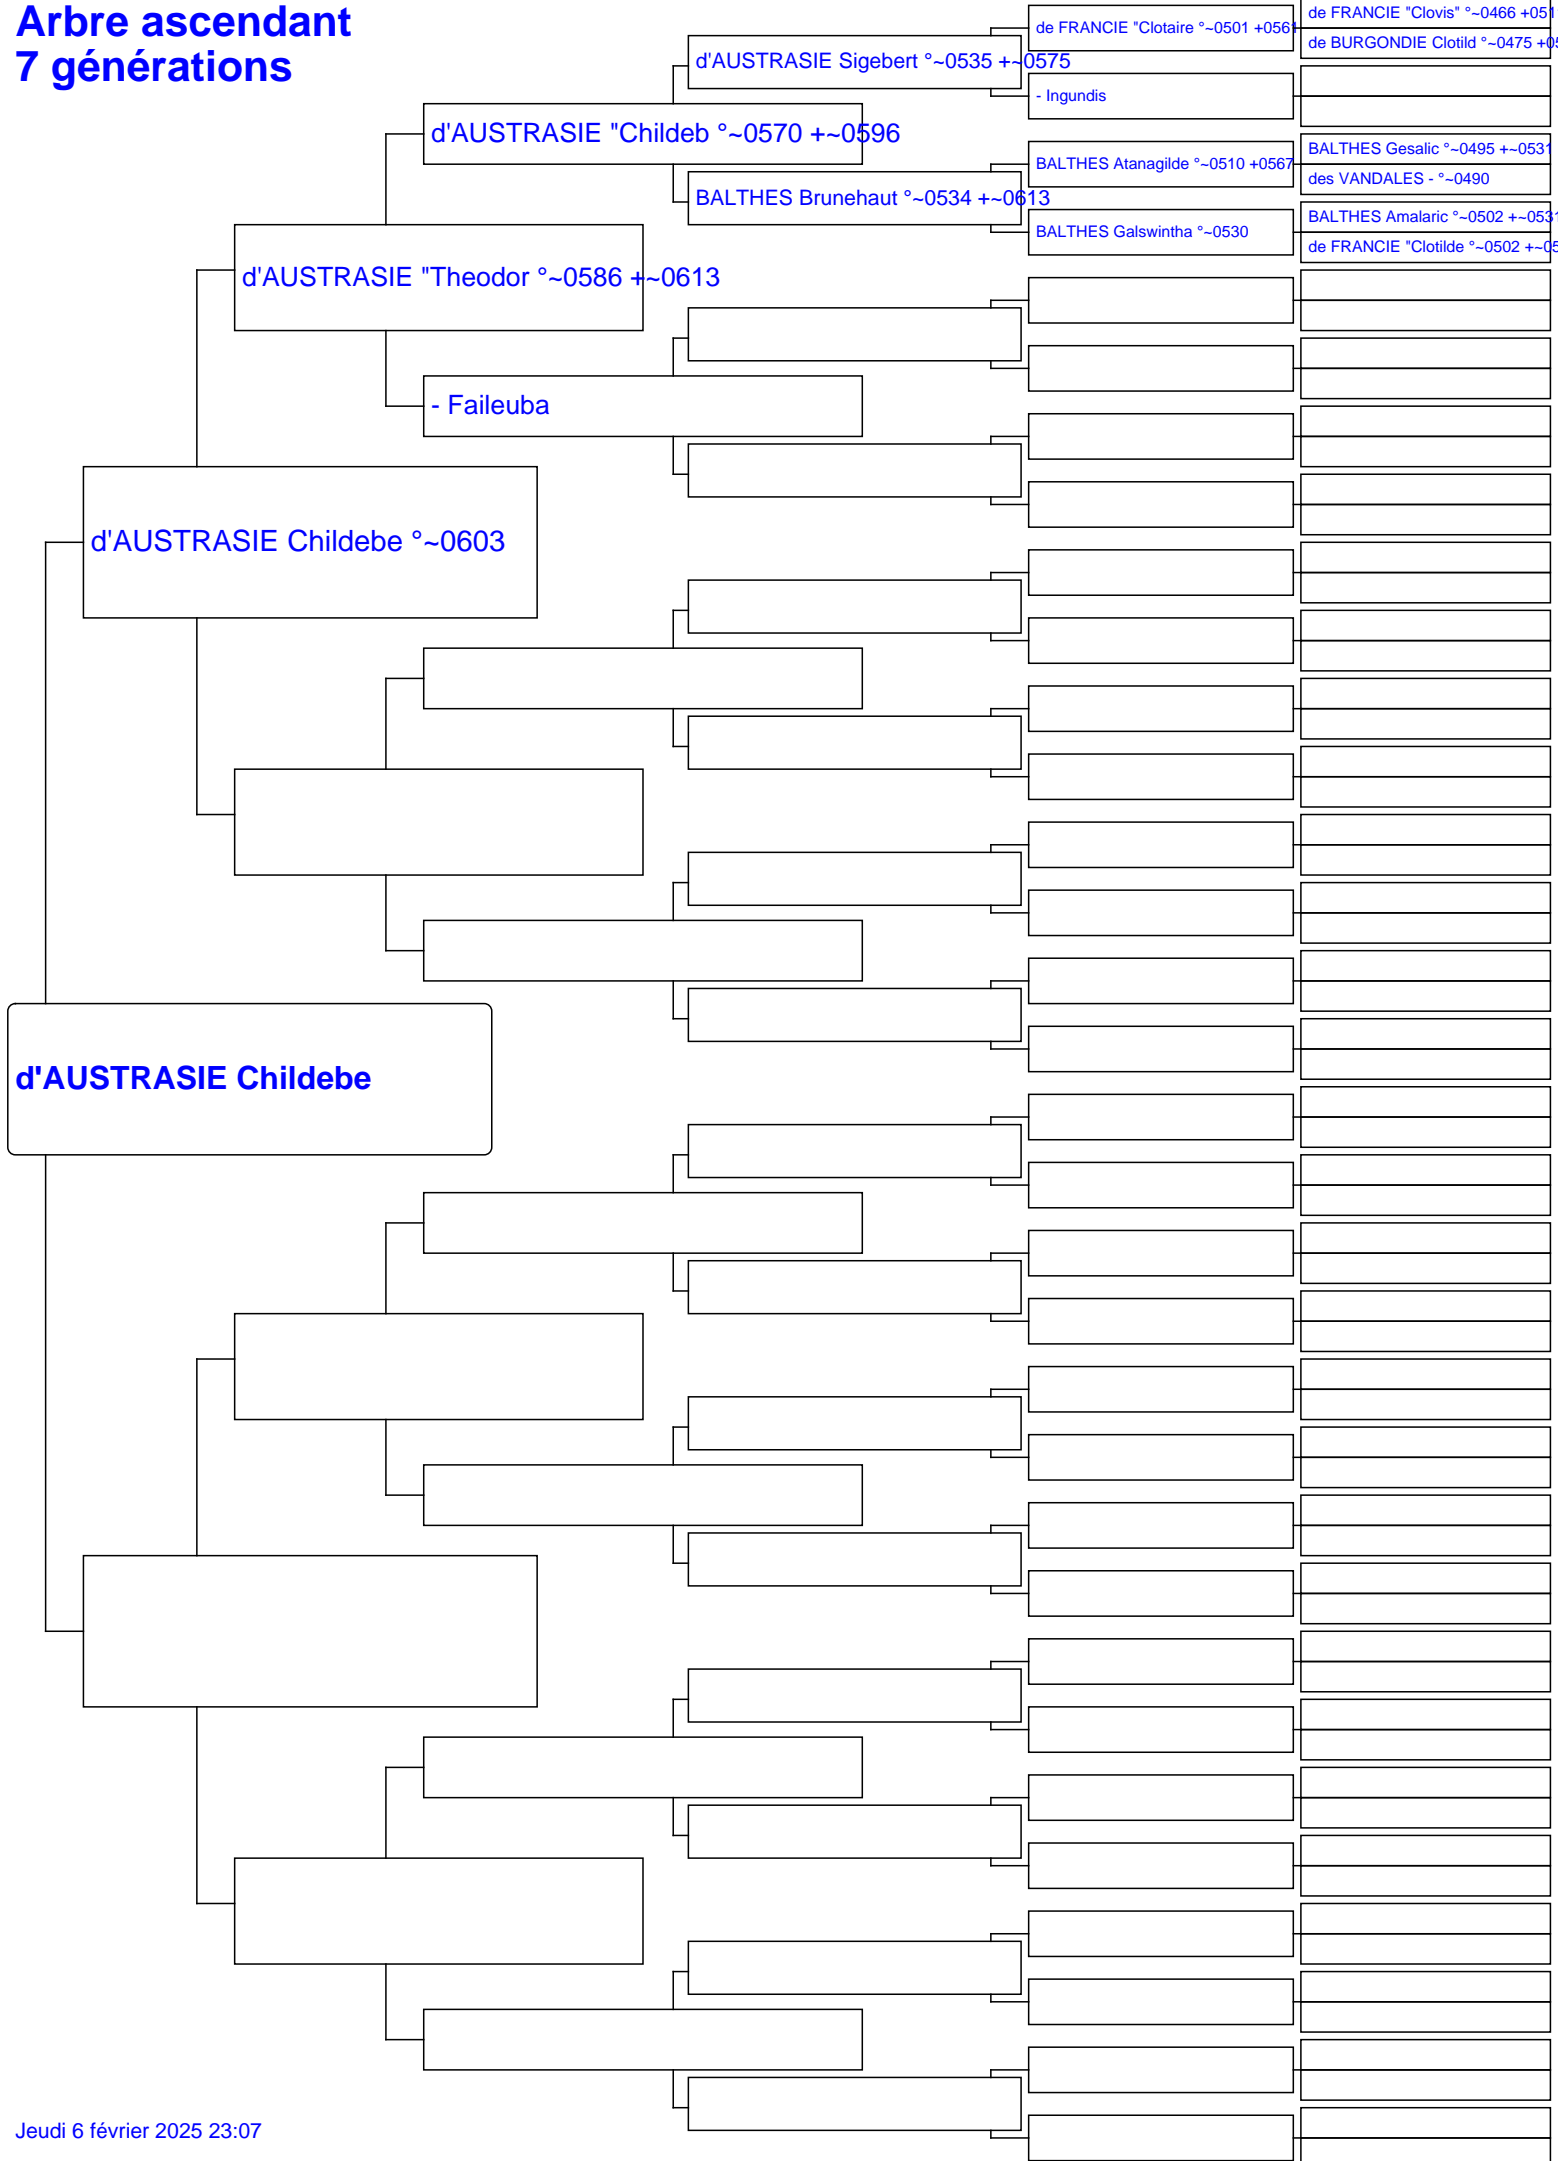 Arbre ascendant
7 générations
de FRANCIE "Clovis" °~0466 +051
de FRANCIE "Clotaire °~0501 +0561
de BURGONDIE Clotild °~0475 +05
d'AUSTRASIE Sigebert °~0535 +~0575
- Ingundis
d'AUSTRASIE "Childeb °~0570 +~0596
BALTHES Gesalic °~0495 +~0531
BALTHES Atanagilde °~0510 +0567
des VANDALES - °~0490
BALTHES Brunehaut °~0534 +~0613
BALTHES Amalaric °~0502 +~0531
BALTHES Galswintha °~0530
de FRANCIE "Clotilde °~0502 +~05
d'AUSTRASIE "Theodor °~0586 +~0613
- Faileuba
d'AUSTRASIE Childebe °~0603
d'AUSTRASIE Childebe
Jeudi 6 février 2025 23:07